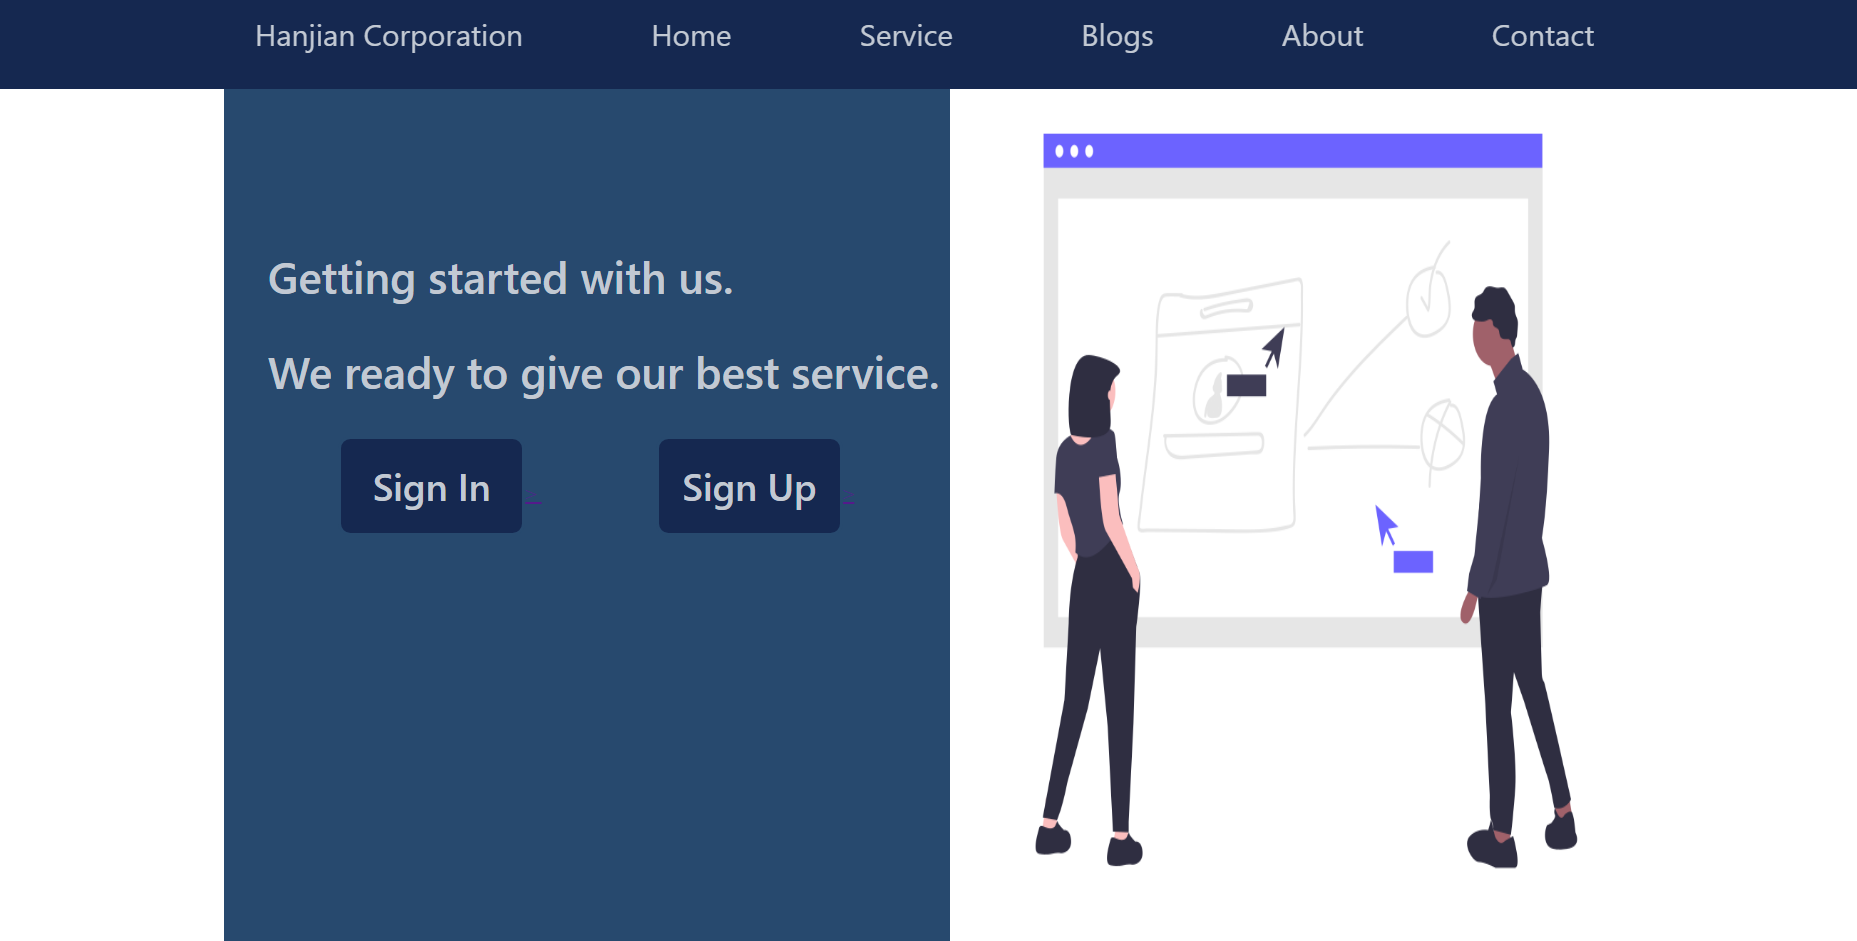 Hanjian Corporation Home Service Blogs About Contact
Getting started with us.
We ready to give our best service.
Sign In Sign Up